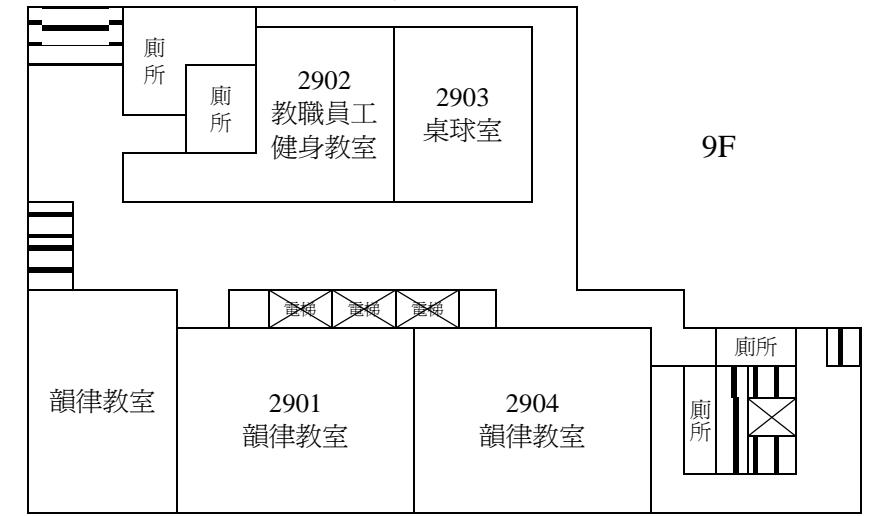 廁所
廁所
2902
教職員工
健身教室
2903
桌球室
9F
電梯
電梯
電梯
韻律教室
2901
韻律教室
2904
韻律教室
廁所
廁所